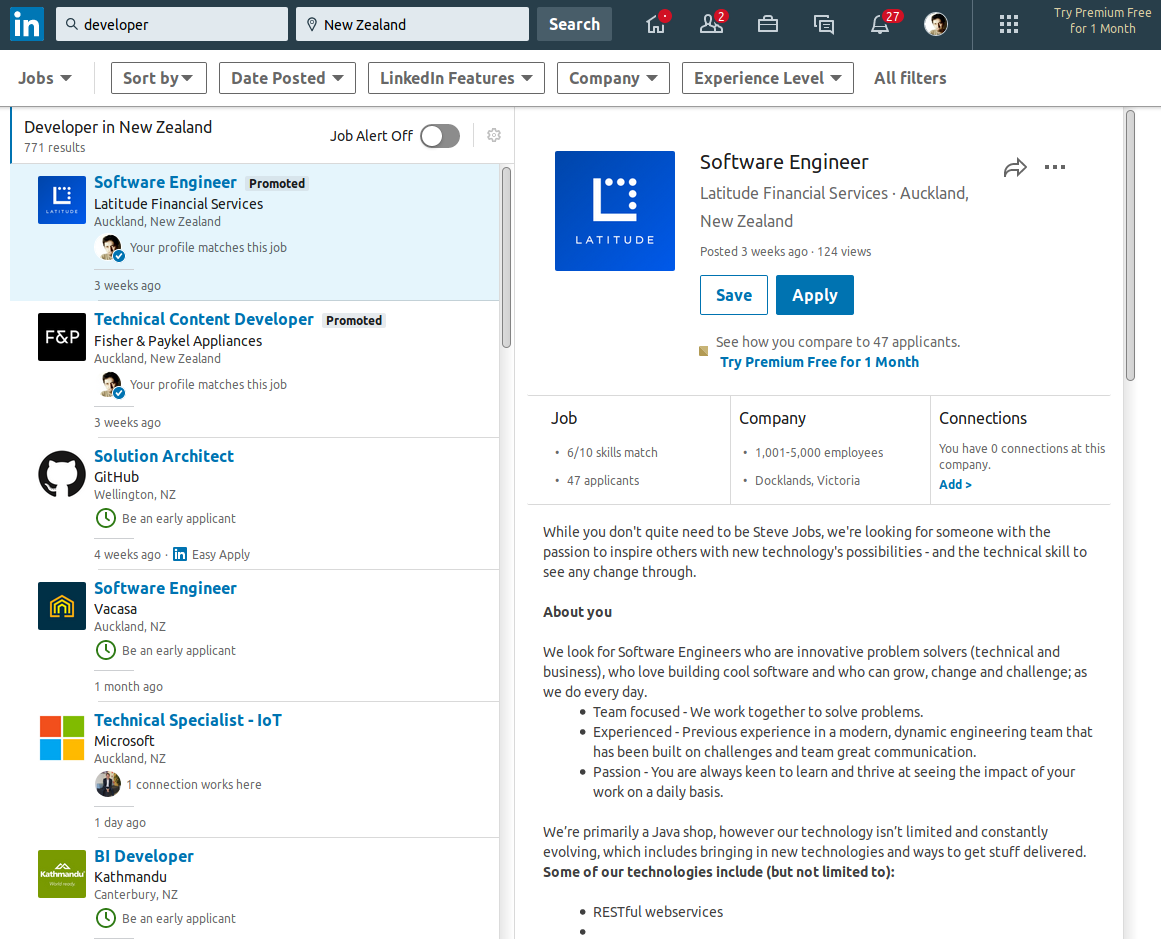 in developer New Zealand Search 2 27 Try Premium Free
for 1 Month
Jobs Sort by Date Posted LinkedIn Features Company Experience Level All filters
Developer in New Zealand
771 results
Job Alert Off
LATITUDE
Software Engineer Promoted
Latitude Financial Services
Auckland, New Zealand
Your profile matches this job
3 weeks ago
F&P
Technical Content Developer Promoted
Fisher & Paykel Appliances
Auckland, New Zealand
Your profile matches this job
3 weeks ago
Solution Architect
GitHub
Wellington, NZ
Be an early applicant
4 weeks ago · in Easy Apply
Software Engineer
Vacasa
Auckland, NZ
Be an early applicant
1 month ago
Technical Specialist - IoT
Microsoft
Auckland, NZ
1 connection works here
1 day ago
Kathmandu
World ready
BI Developer
Kathmandu
Canterbury, NZ
Be an early applicant
LATITUDE
Software Engineer
Latitude Financial Services · Auckland,
New Zealand
Posted 3 weeks ago · 124 views
Save Apply
See how you compare to 47 applicants.
Try Premium Free for 1 Month
Job
• 6/10 skills match
• 47 applicants
Company
• 1,001-5,000 employees
• Docklands, Victoria
Connections
You have 0 connections at this
company.
Add >
While you don't quite need to be Steve Jobs, we're looking for someone with the
passion to inspire others with new technology's possibilities - and the technical skill to
see any change through.
About you
We look for Software Engineers who are innovative problem solvers (technical and
business), who love building cool software and who can grow, change and challenge; as
we do every day.
• Team focused - We work together to solve problems.
• Experienced - Previous experience in a modern, dynamic engineering team that
has been built on challenges and team great communication.
• Passion - You are always keen to learn and thrive at seeing the impact of your
work on a daily basis.
We’re primarily a Java shop, however our technology isn’t limited and constantly
evolving, which includes bringing in new technologies and ways to get stuff delivered.
Some of our technologies include (but not limited to):
• RESTful webservices
•